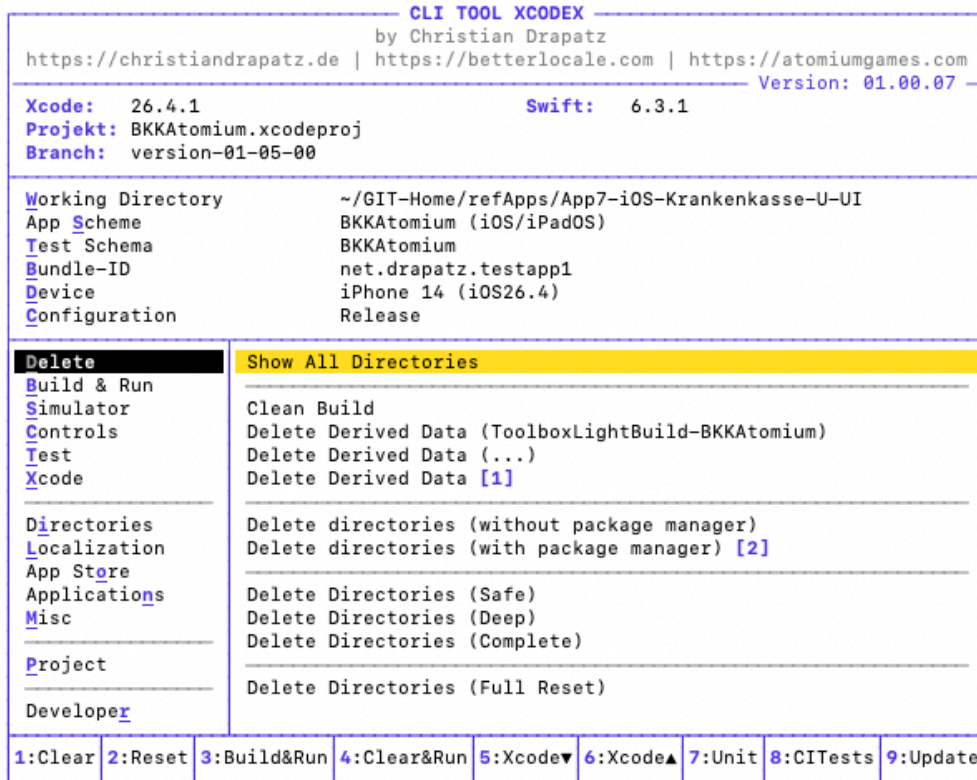 CLI TOOL XCODEX
by Christian Drapatz
https://christiandrapatz.de | https://betterlocale.com | https://atomiumgames.com
Version: 01.00.07
Xcode: 26.4.1 Swift: 6.3.1
Projekt: BKKAtomium.xcodeproj
Branch: version-01-05-00
Working Directory ~/GIT-Home/refApps/App7-iOS-Krankenkasse-U-UI
App Scheme BKKAtomium (iOS/iPadOS)
Test Schema BKKAtomium
Bundle-ID net.drapatz.testapp1
Device iPhone 14 (iOS26.4)
Configuration Release
Delete
Build & Run
Simulator
Controls
Test
Xcode
Directories
Localization
App Store
Applications
Misc
Project
Developer
Show All Directories
Clean Build
Delete Derived Data (ToolboxLightBuild-BKKAtomium)
Delete Derived Data (...)
Delete Derived Data [1]
Delete directories (without package manager)
Delete directories (with package manager) [2]
Delete Directories (Safe)
Delete Directories (Deep)
Delete Directories (Complete)
Delete Directories (Full Reset)
1:Clear 2:Reset 3:Build&Run 4:Clear&Run 5:Xcode▼ 6:Xcode▲ 7:Unit 8:CITests 9:Update